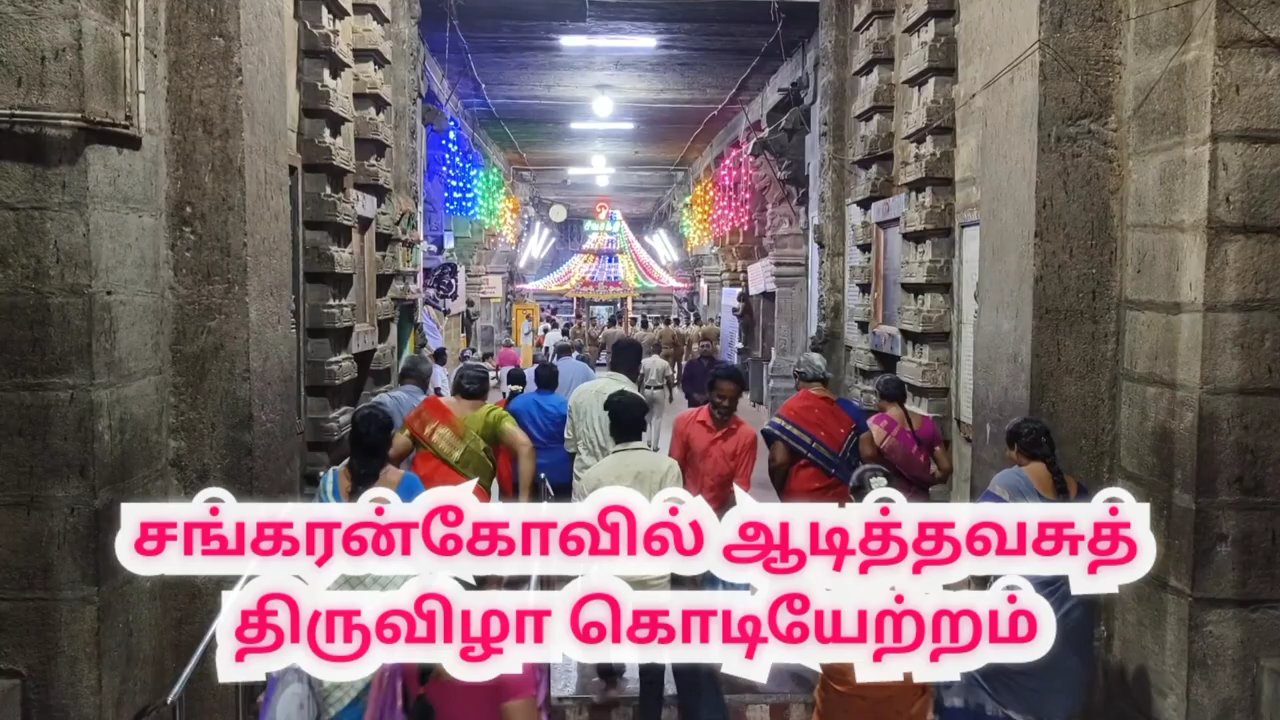 சங்கரன்கோவில் ஆடித்தவசுத்
திருவிழா கொடியேற்றம்